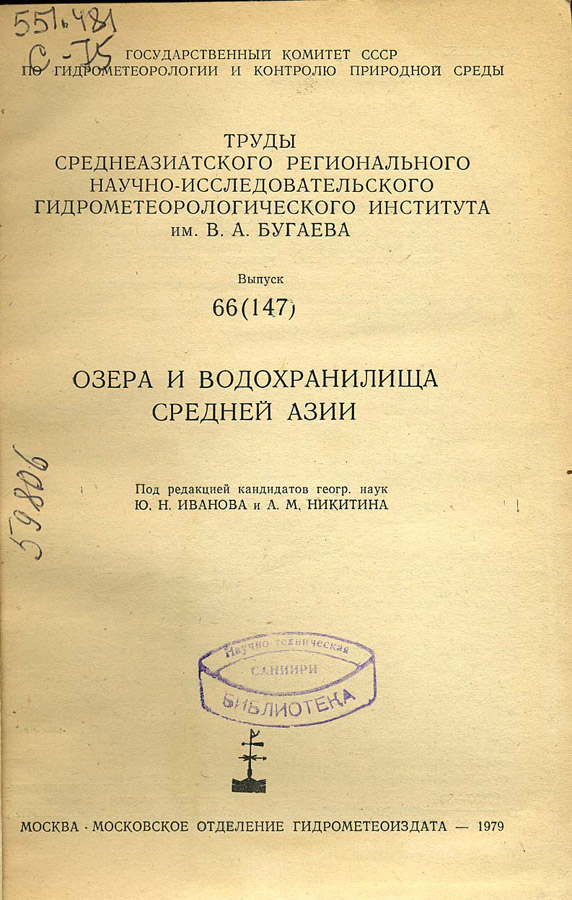 551.481
С-75
ГОСУДАРСТВЕННЫЙ КОМИТЕТ СССР
ПО ГИДРОМЕТЕОРОЛОГИИ И КОНТРОЛЮ ПРИРОДНОЙ СРЕДЫ
ТРУДЫ
СРЕДНЕАЗИАТСКОГО РЕГИОНАЛЬНОГО
НАУЧНО-ИССЛЕДОВАТЕЛЬСКОГО
ГИДРОМЕТЕОРОЛОГИЧЕСКОГО ИНСТИТУТА
им. В. А. БУГАЕВА
Выпуск
66(147)
ОЗЕРА И ВОДОХРАНИЛИЩА
СРЕДНЕЙ АЗИИ
59806
Под редакцией кандидатов геогр. наук
Ю. Н. ИВАНОВА и А. М. НИКИТИНА
Научно-техническая
САНИИРИ
БИБЛИОТЕКА
МОСКВА · МОСКОВСКОЕ ОТДЕЛЕНИЕ ГИДРОМЕТЕОИЗДАТА — 1979